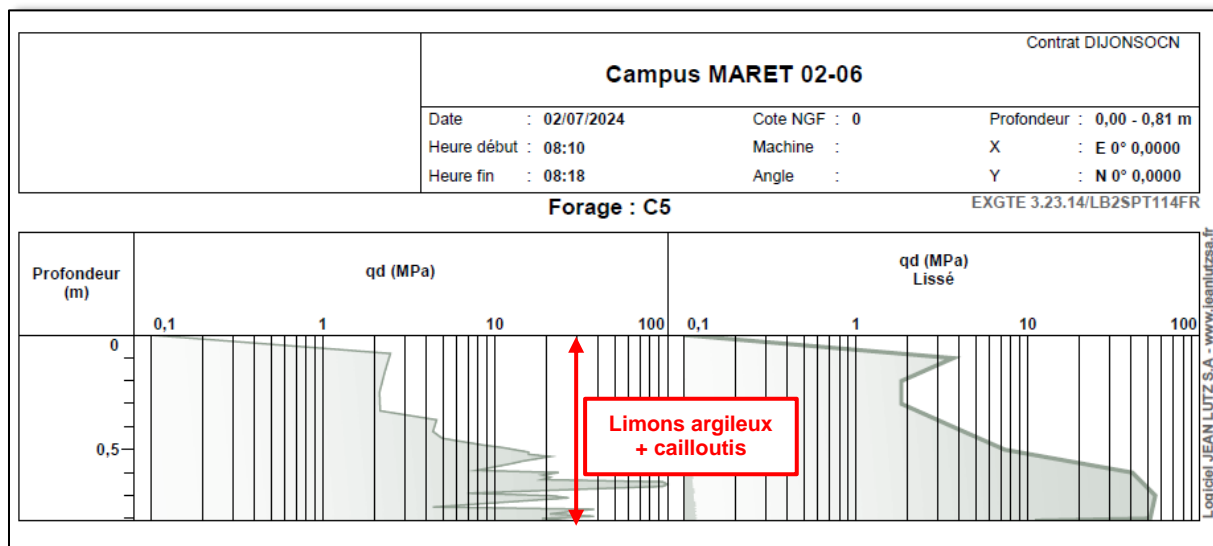 Contrat DIJONSOCN
Campus MARET 02-06
Date : 02/07/2024 Cote NGF : 0 Profondeur : 0,00 - 0,81 m
Heure début : 08:10 Machine : X : E 0° 0,0000
Heure fin : 08:18 Angle : Y : N 0° 0,0000
Forage : C5 EXGTE 3.23.14/LB2SPT114FR
Profondeur
(m)
qd (MPa)
qd (MPa)
Lissé
0,1 1 10 100 0,1 1 10 100
0
0,5
Limons argileux
+ cailloutis
Logiciel JEAN LUTZ S.A - www.jeanlutzsa.fr